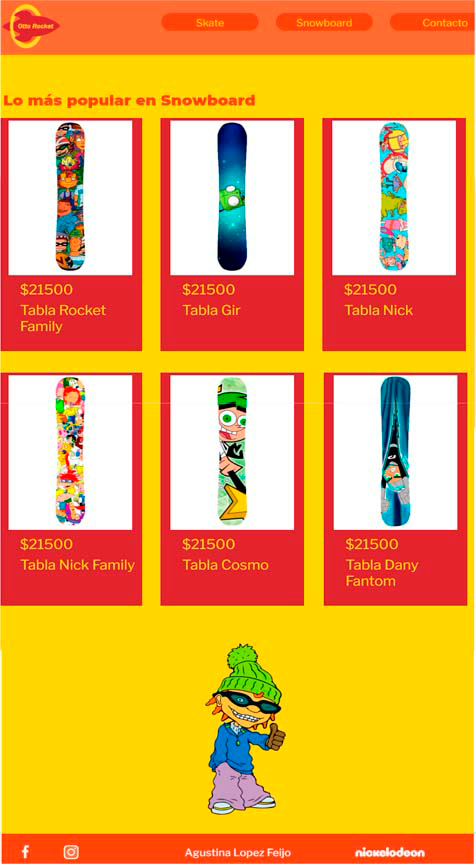 Otto Rocket
Skate
Snowboard
Contacto
Lo más popular en Snowboard
$21500
Tabla Rocket
Family
$21500
Tabla Gir
$21500
Tabla Nick
$21500
Tabla Nick Family
$21500
Tabla Cosmo
$21500
Tabla Dany
Fantom
Agustina Lopez Feijo
nickelodeon